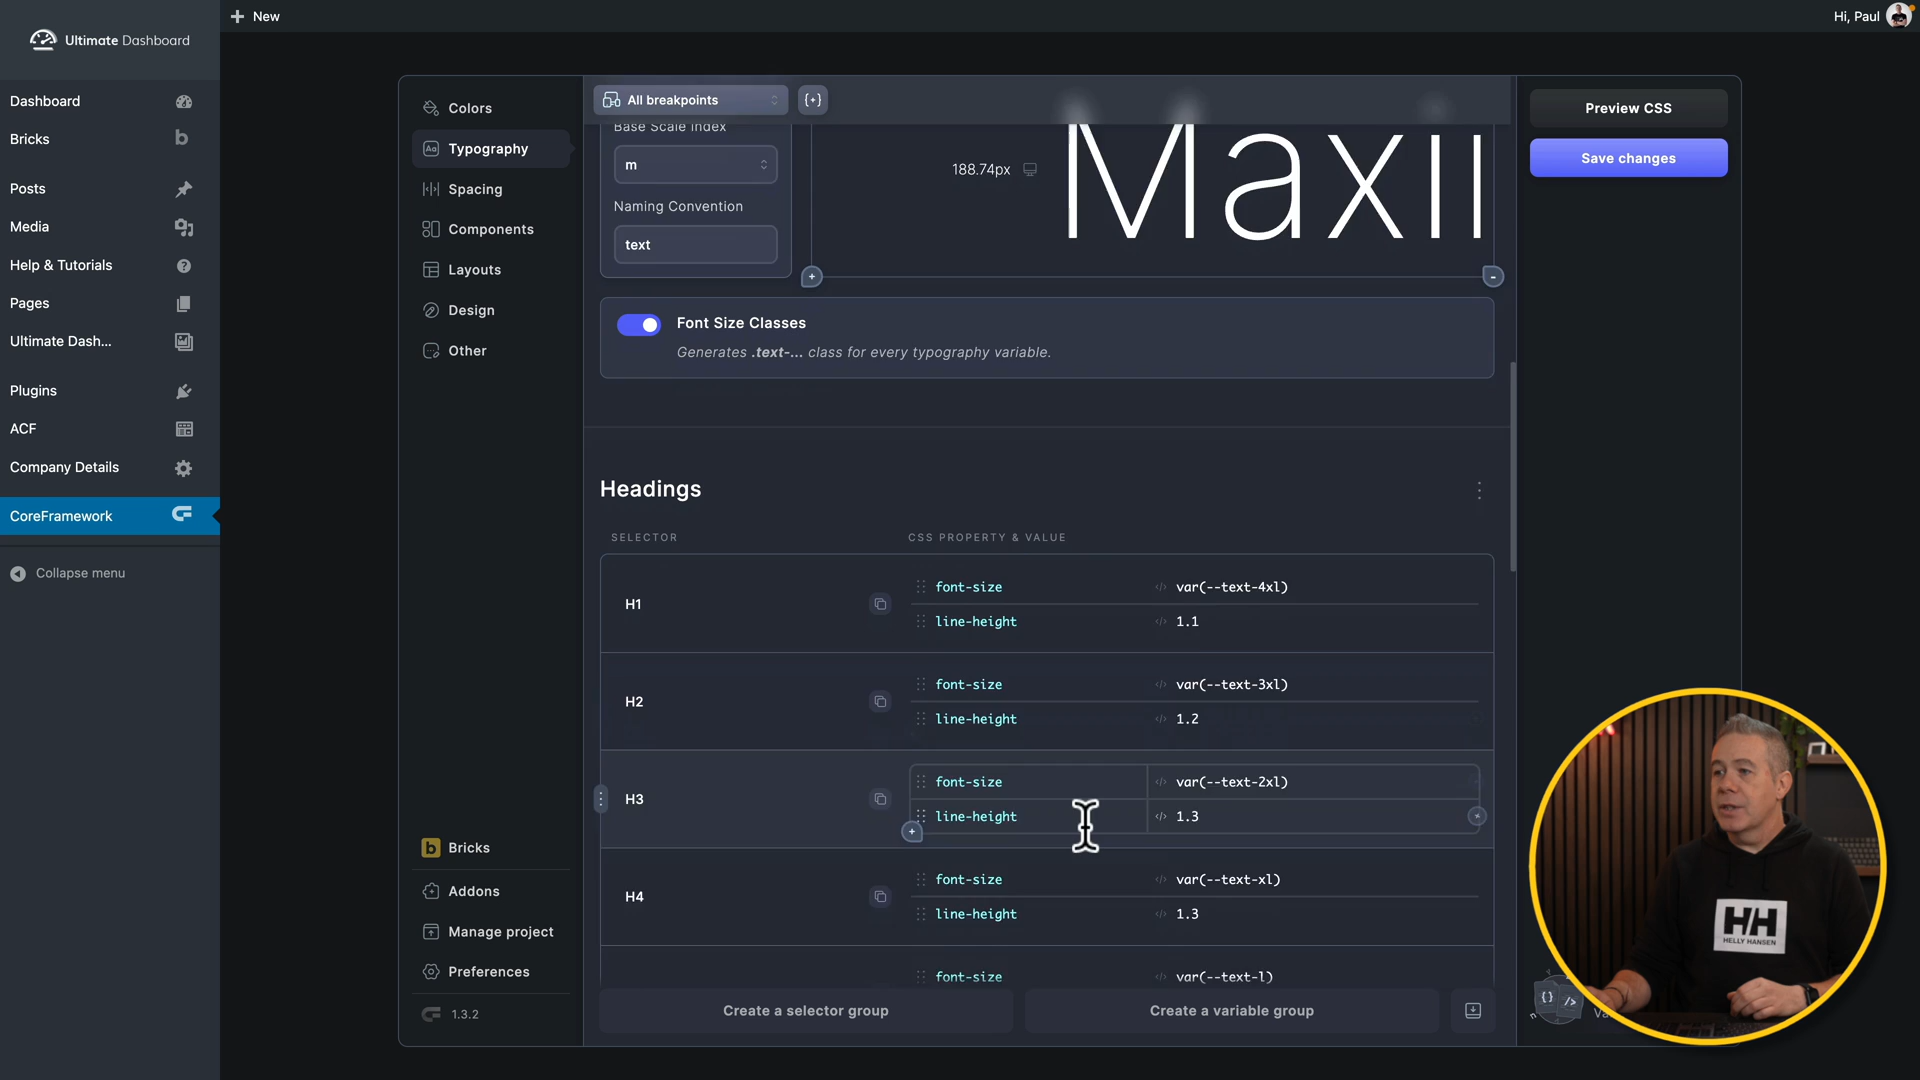 Ultimate Dashboard
New
Hi, Paul
Dashboard
Bricks
Posts
Media
Help & Tutorials
Pages
Ultimate Dash...
Plugins
ACF
Company Details
CoreFramework
Collapse menu
Colors
Typography
Spacing
Components
Layouts
Design
Other
Bricks
Addons
Manage project
Preferences
1.3.2
All breakpoints
Base Scale Index
m
Naming Convention
text
188.74px
Maxi
Font Size Classes
Generates .text-... class for every typography variable.
Headings
SELECTOR
CSS PROPERTY & VALUE
H1
font-size
var(--text-4xl)
line-height
1.1
H2
font-size
var(--text-3xl)
line-height
1.2
H3
font-size
var(--text-2xl)
line-height
1.3
H4
font-size
var(--text-xl)
line-height
1.3
font-size
var(--text-l)
Create a selector group
Create a variable group
Preview CSS
Save changes
HH
HELLY HANSEN